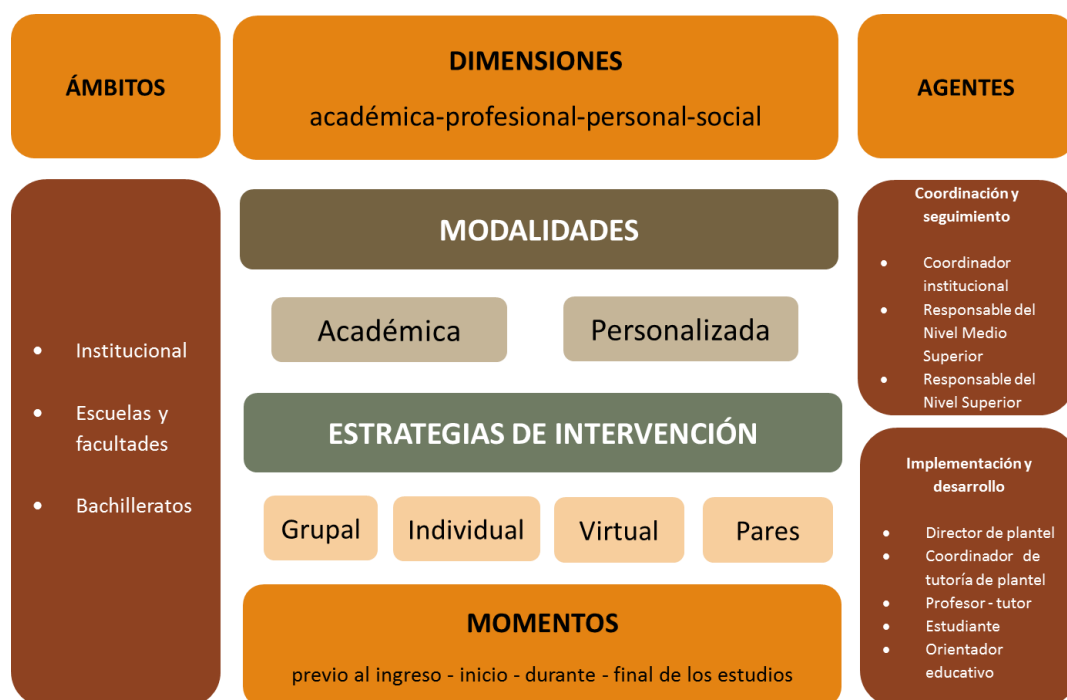 ÁMBITOS
DIMENSIONES
académica-profesional-personal-social
AGENTES
• Institucional
• Escuelas y
facultades
• Bachilleratos
MODALIDADES
Académica
Personalizada
ESTRATEGIAS DE INTERVENCIÓN
Grupal
Individual
Virtual
Pares
MOMENTOS
previo al ingreso - inicio - durante - final de los estudios
Coordinación y
seguimiento
• Coordinador
institucional
• Responsable del
Nivel Medio
Superior
• Responsable del
Nivel Superior
Implementación y
desarrollo
• Director de plantel
• Coordinador de
tutoría de plantel
• Profesor - tutor
• Estudiante
• Orientador
educativo